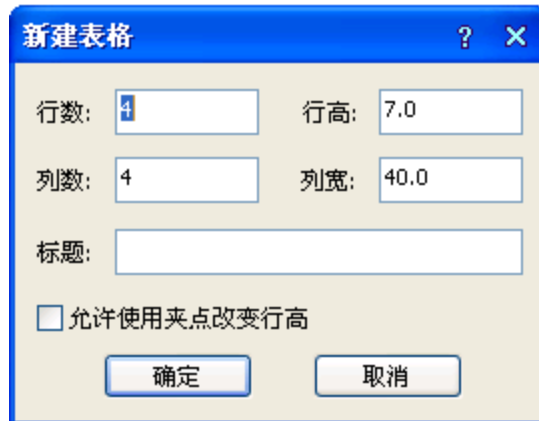 新建表格 ?
行数: 4 行高: 7.0
列数: 4 列宽: 40.0
标题:
允许使用夹点改变行高
确定 取消